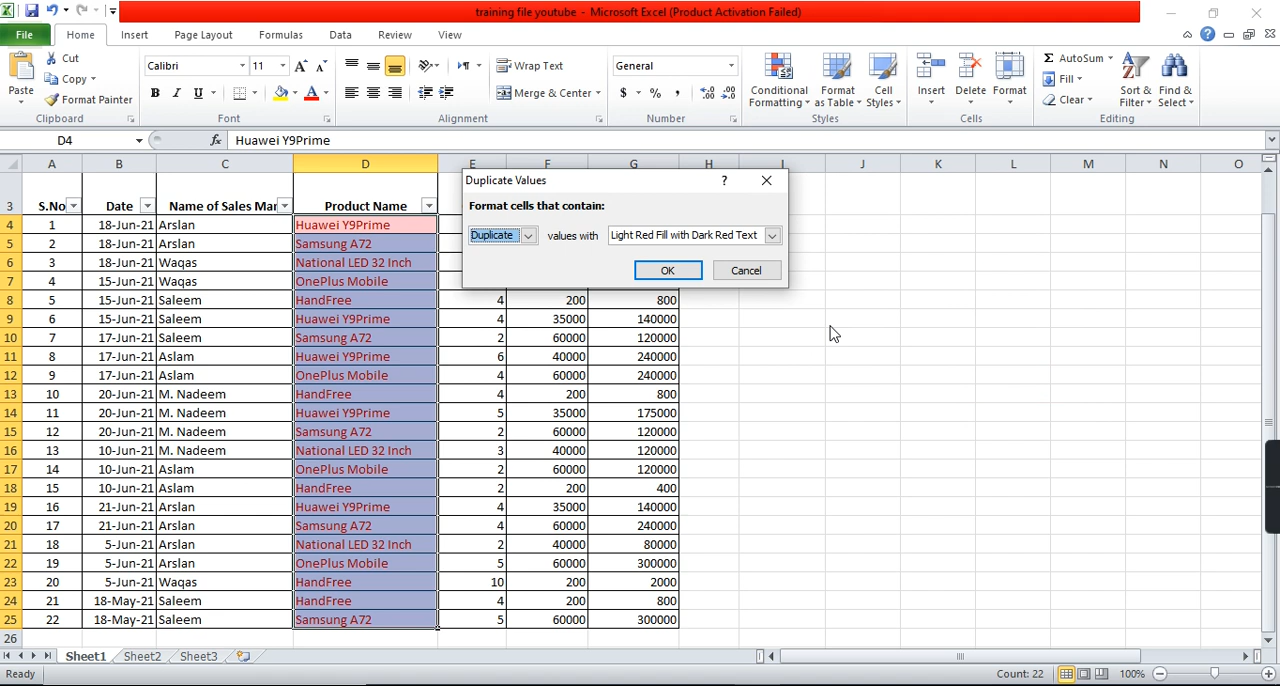 training file youtube - Microsoft Excel (Product Activation Failed)
File Home Insert Page Layout Formulas Data Review View
Paste Cut Copy Format Painter Clipboard
Calibri 11 B I U Font
Wrap Text Merge & Center Alignment
General $ % , Number
Conditional Formatting Format as Table Cell Styles Styles
Insert Delete Format Cells
AutoSum Fill Clear Sort & Filter Find & Select Editing
D4 fx Huawei Y9Prime
A B C D E F G H I J K L M N O
3 S.No Date Name of Sales Man Product Name
4 1 18-Jun-21 Arslan Huawei Y9Prime
5 2 18-Jun-21 Arslan Samsung A72
6 3 18-Jun-21 Waqas National LED 32 Inch
7 4 15-Jun-21 Waqas OnePlus Mobile
8 5 15-Jun-21 Saleem HandFree 4 200 800
9 6 15-Jun-21 Saleem Huawei Y9Prime 4 35000 140000
10 7 17-Jun-21 Saleem Samsung A72 2 60000 120000
11 8 17-Jun-21 Aslam Huawei Y9Prime 6 40000 240000
12 9 17-Jun-21 Aslam OnePlus Mobile 4 60000 240000
13 10 20-Jun-21 M. Nadeem HandFree 4 200 800
14 11 20-Jun-21 M. Nadeem Huawei Y9Prime 5 35000 175000
15 12 20-Jun-21 M. Nadeem Samsung A72 2 60000 120000
16 13 10-Jun-21 M. Nadeem National LED 32 Inch 3 40000 120000
17 14 10-Jun-21 Aslam OnePlus Mobile 2 60000 120000
18 15 10-Jun-21 Aslam HandFree 2 200 400
19 16 21-Jun-21 Arslan Huawei Y9Prime 4 35000 140000
20 17 21-Jun-21 Arslan Samsung A72 4 60000 240000
21 18 5-Jun-21 Arslan National LED 32 Inch 2 40000 80000
22 19 5-Jun-21 Arslan OnePlus Mobile 5 60000 300000
23 20 5-Jun-21 Waqas HandFree 10 200 2000
24 21 18-May-21 Saleem HandFree 4 200 800
25 22 18-May-21 Saleem Samsung A72 5 60000 300000
26
Duplicate Values ?
Format cells that contain:
Duplicate values with Light Red Fill with Dark Red Text
OK Cancel
Sheet1 Sheet2 Sheet3
Ready Count: 22 100%